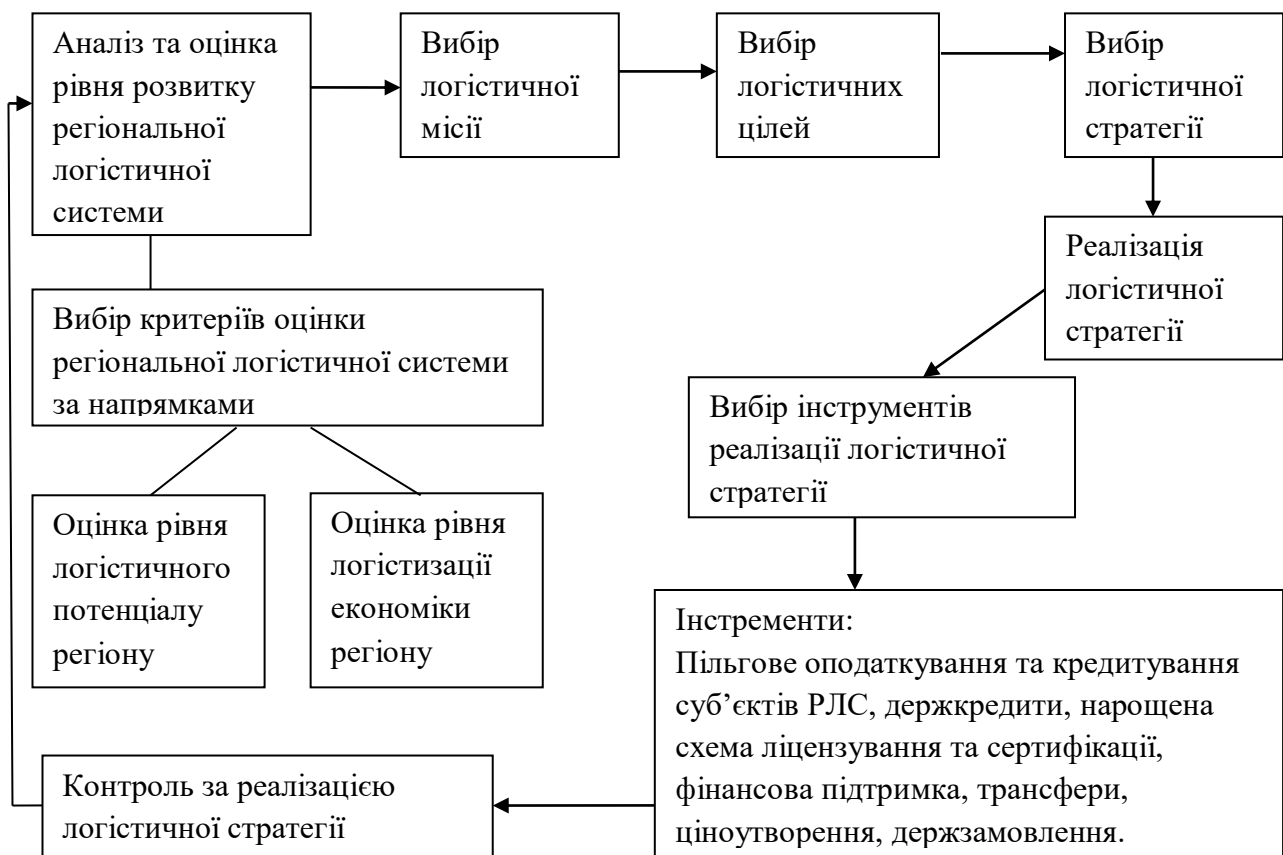 Аналіз та оцінка
рівня розвитку
регіональної
логістичної
системи
Вибір
логістичної
місії
Вибір
логістичних
цілей
Вибір
логістичної
стратегії
Реалізація
логістичної
стратегії
Вибір критеріїв оцінки
регіональної логістичної системи
за напрямками
Вибір інструментів
реалізації логістичної
стратегії
Оцінка рівня
логістичного
потенціалу
регіону
Оцінка рівня
логістизації
економіки
регіону
Інстременти:
Пільгове оподаткування та кредитування
суб’єктів РЛС, держкредити, нарощена
схема ліцензування та сертифікації,
фінансова підтримка, трансфери,
ціноутворення, держзамовлення.
Контроль за реалізацією
логістичної стратегії